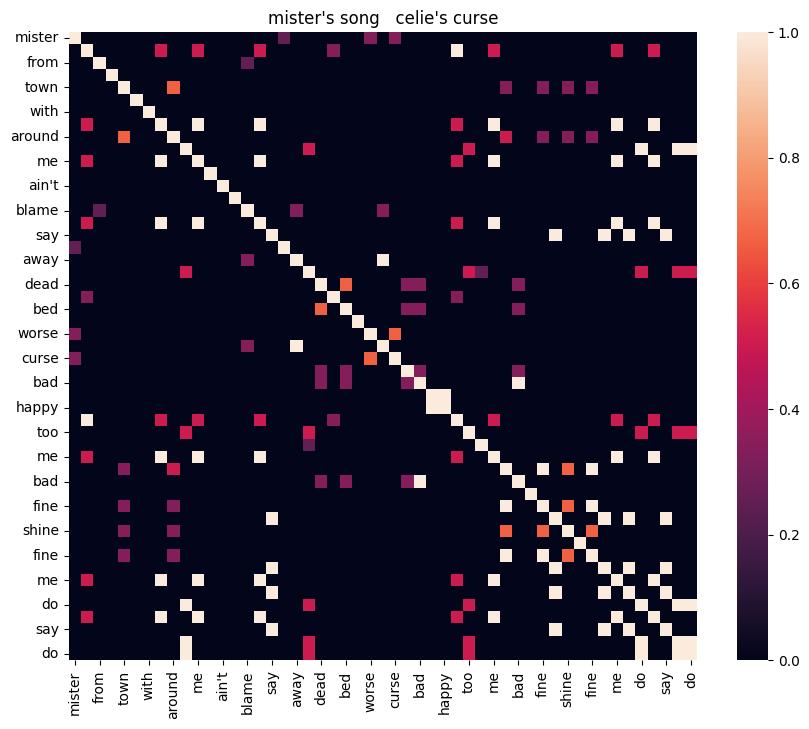 mister's song   celie's curse
mister
from
town
with
around
me
ain't
blame
say
away
dead
bed
worse
curse
bad
happy
too
me
bad
fine
shine
fine
me
do
say
do
1.0
0.8
0.6
0.4
0.2
0.0
mister
from
town
with
around
me
ain't
blame
say
away
dead
bed
worse
curse
bad
happy
too
me
bad
fine
shine
fine
me
do
say
do